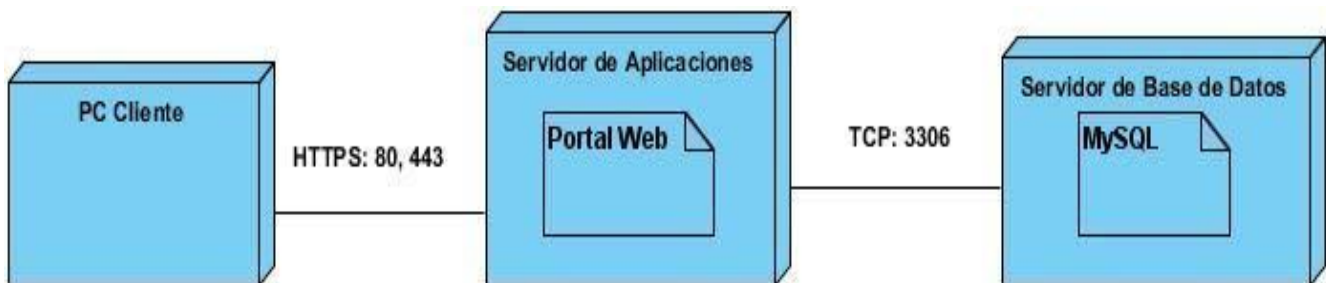 PC Cliente
HTTPS: 80, 443
Servidor de Aplicaciones
Portal Web
TCP: 3306
Servidor de Base de Datos
MySQL